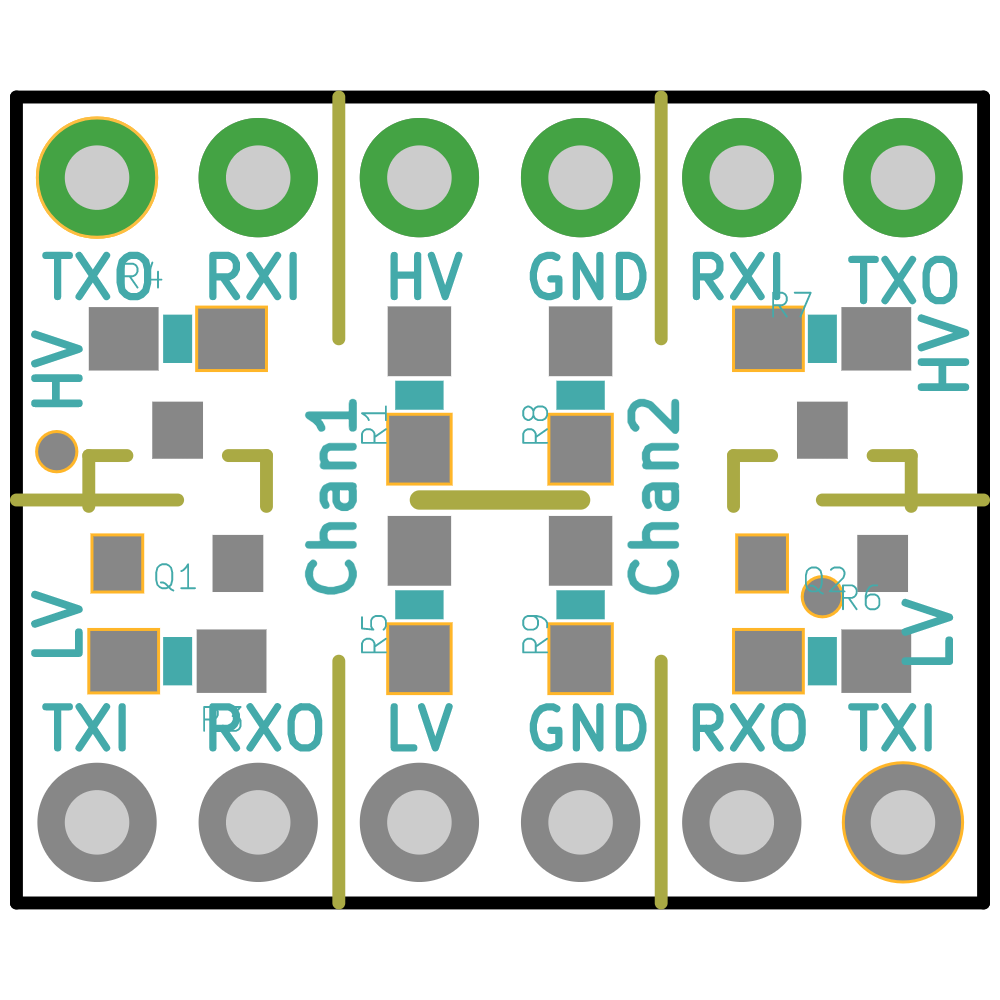 TXO RXI HV GND RXI TXO
R4
R7
HV
HV
R1
R8
Chan1
Chan2
Q1
Q2
R6
R5
R9
LV
LV
R3
TXI RXO LV GND RXO TXI